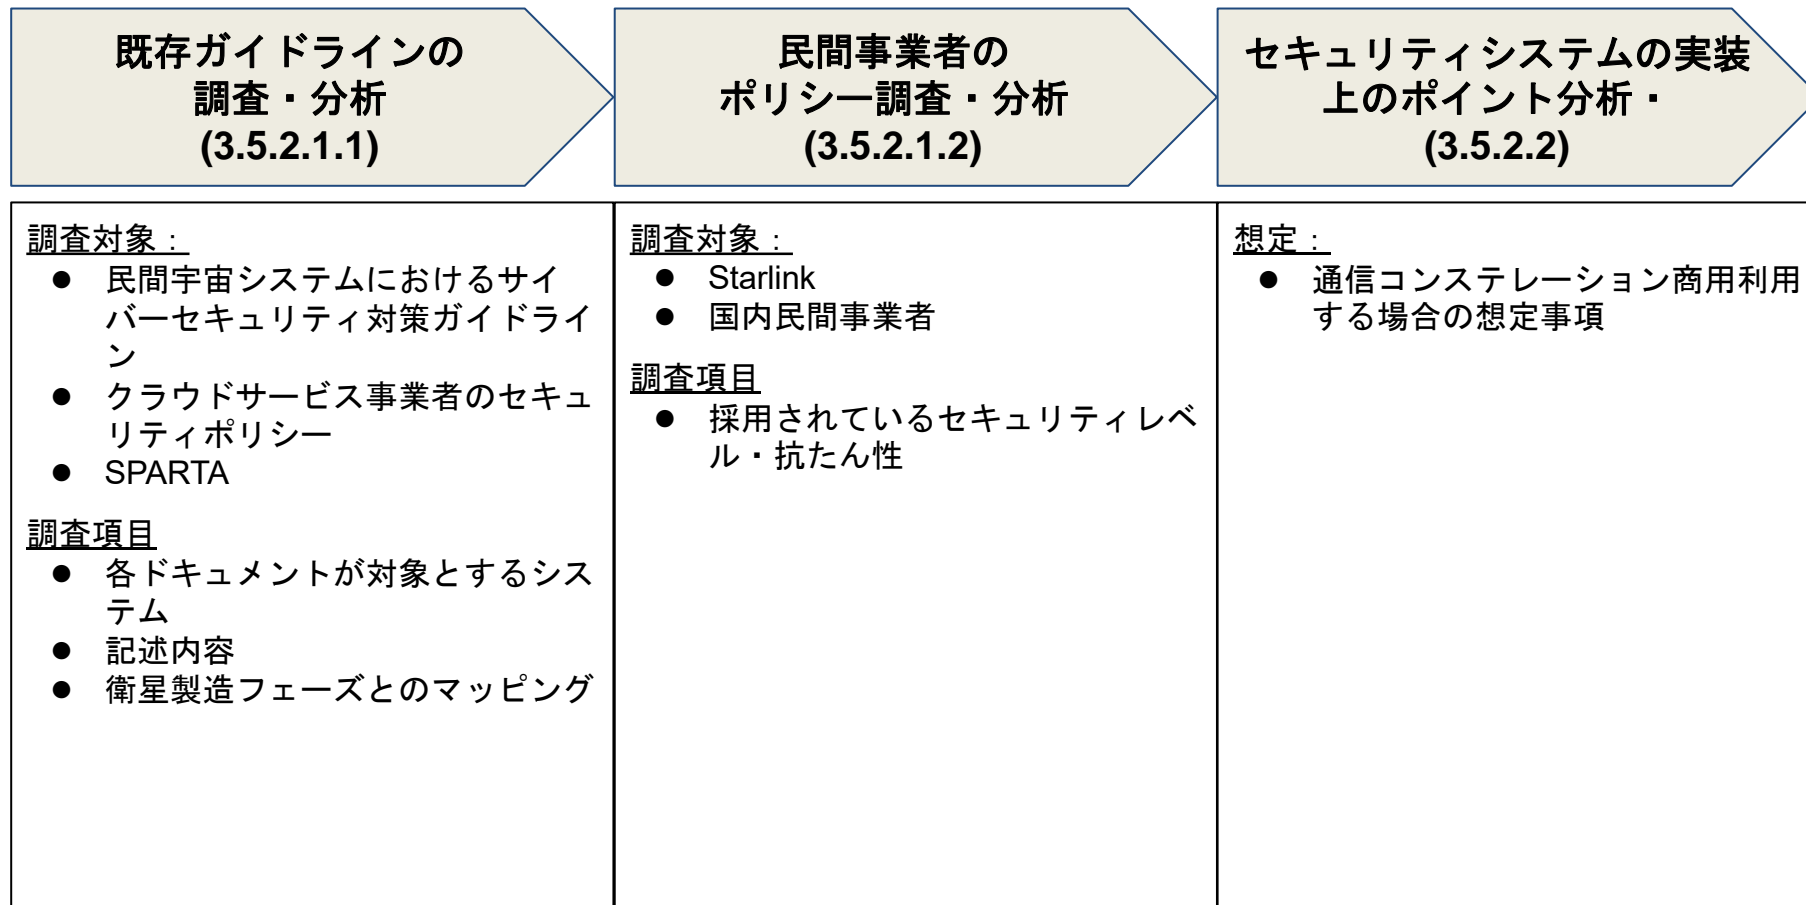 既存ガイドラインの
調査・分析
(3.5.2.1.1)
民間事業者の
ポリシー調査・分析
(3.5.2.1.2)
セキュリティシステムの実装
上のポイント分析・
(3.5.2.2)
調査対象：
● 民間宇宙システムにおけるサイ
バーセキュリティ対策ガイドライ
ン
● クラウドサービス事業者のセキュ
リティポリシー
● SPARTA
調査項目
● 各ドキュメントが対象とするシス
テム
● 記述内容
● 衛星製造フェーズとのマッピング
調査対象：
● Starlink
● 国内民間事業者
調査項目
● 採用されているセキュリティレベ
ル・抗たん性
想定：
● 通信コンステレーション商用利用
する場合の想定事項